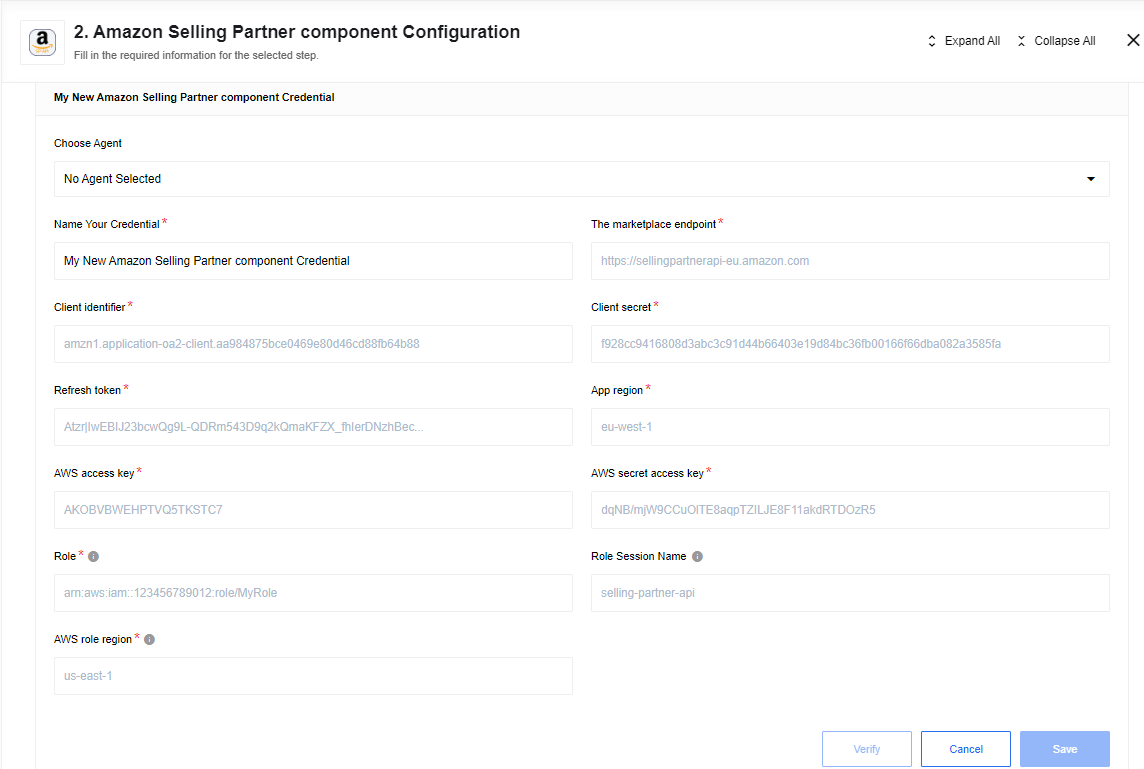 a
2. Amazon Selling Partner component Configuration
Fill in the required information for the selected step.
Expand All
Collapse All
My New Amazon Selling Partner component Credential
Choose Agent
No Agent Selected
Name Your Credential *
The marketplace endpoint *
My New Amazon Selling Partner component Credential
https://sellingpartnerapi-eu.amazon.com
Client identifier *
Client secret *
amzn1.application-oa2-client.aa984875bce0469e80d46cd88fb64b88
f928cc9416808d3abc3c91d44b66403e19d84bc36fb00166f66dba082a3585fa
Refresh token *
App region *
Atzr|IwEBIJ23bcwQg9L-QDRm543D9q2kQmaKFZX_fhIerDNzhBec...
eu-west-1
AWS access key *
AWS secret access key *
AKOBVBWEHPTVQ5TKSTC7
dqNB/mjW9CCuOITE8aqpTZILJE8F11akdRTDOzR5
Role *
Role Session Name
arn:aws:iam::123456789012:role/MyRole
selling-partner-api
AWS role region *
us-east-1
Verify
Cancel
Save